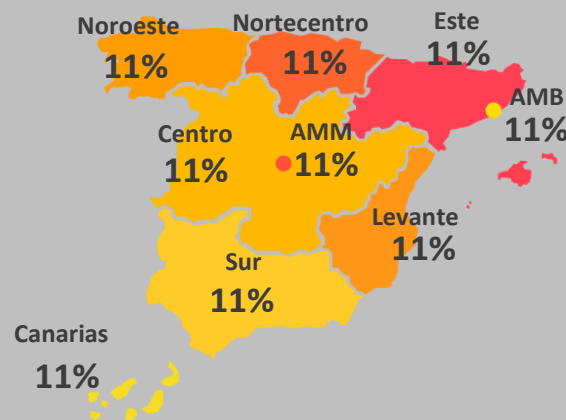 Noroeste
11%
Nortecentro
11%
Este
11%
AMB
11%
Centro
11%
AMM
11%
Levante
11%
Sur
11%
Canarias
11%